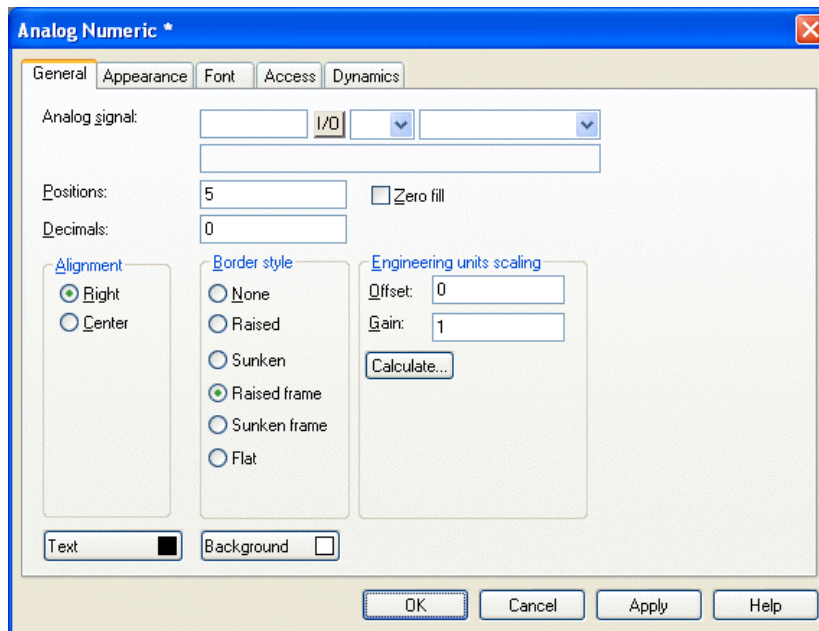 Analog Numeric *
General Appearance Font Access Dynamics
Analog signal: I/O
Positions: 5 Zero fill
Decimals: 0
Alignment Border style Engineering units scaling
Right None Offset: 0
Center Raised Gain: 1
Sunken Calculate...
Raised frame
Sunken frame
Flat
Text Background
OK Cancel Apply Help